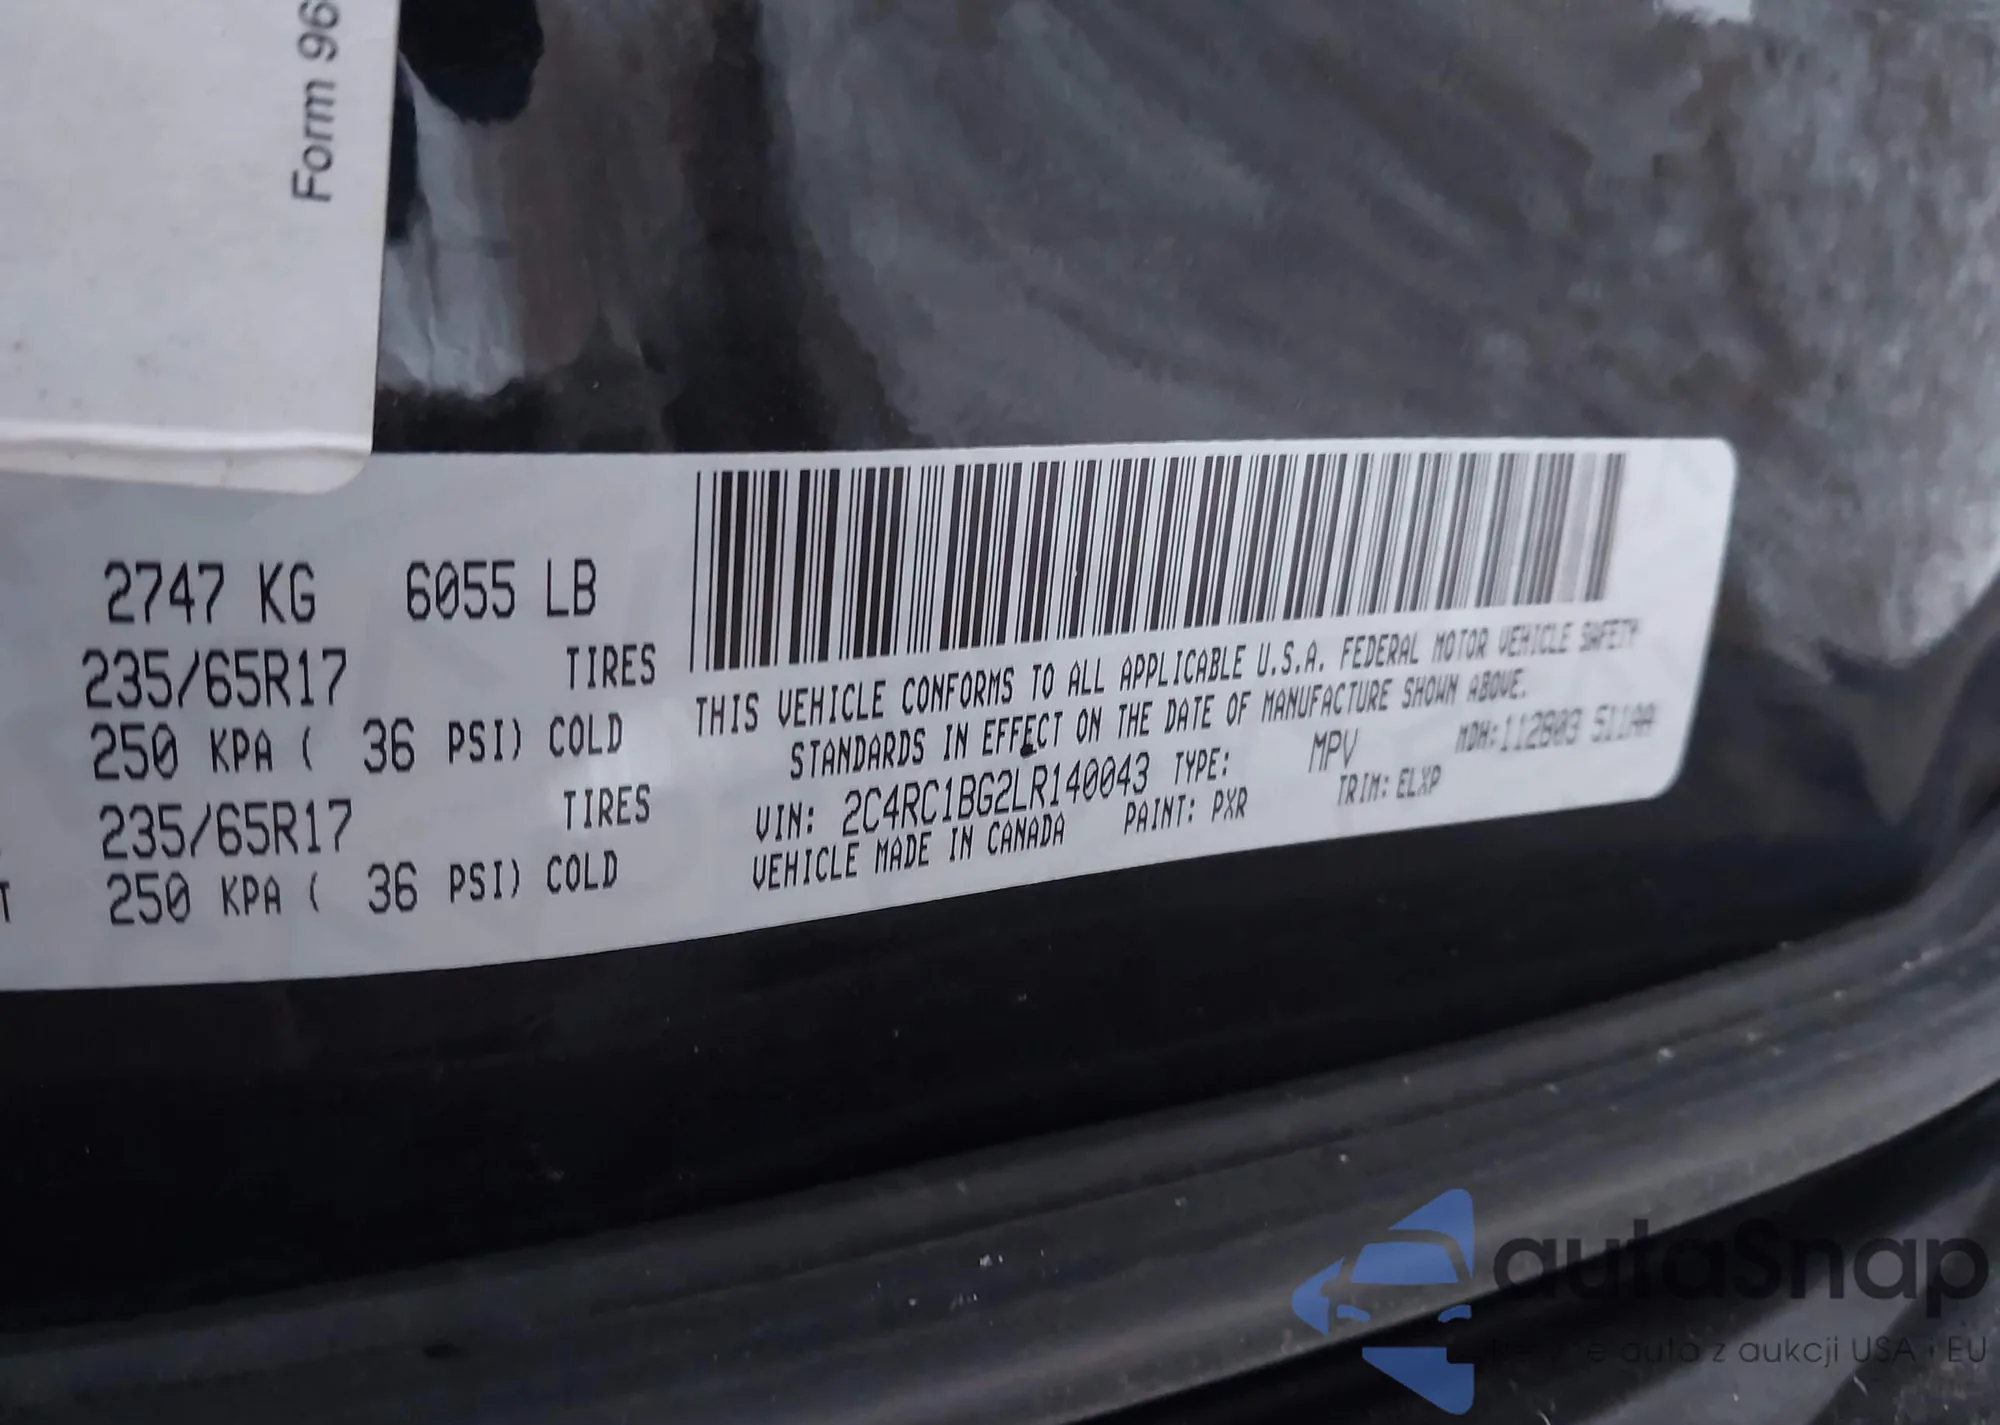 Form 96
2747 KG 6055 LB
235/65R17 TIRES
250 KPA ( 36 PSI) COLD
235/65R17 TIRES
T 250 KPA ( 36 PSI) COLD
THIS VEHICLE CONFORMS TO ALL APPLICABLE U.S.A. FEDERAL MOTOR VEHICLE SAFETY
STANDARDS IN EFFECT ON THE DATE OF MANUFACTURE SHOWN ABOVE.
VIN: 2C4RC1BG2LR140043 TYPE: MPV MDH:112803 511AA
VEHICLE MADE IN CANADA PAINT: PXR TRIM: ELXP
autaSnap
auta z aukcji USA i EU